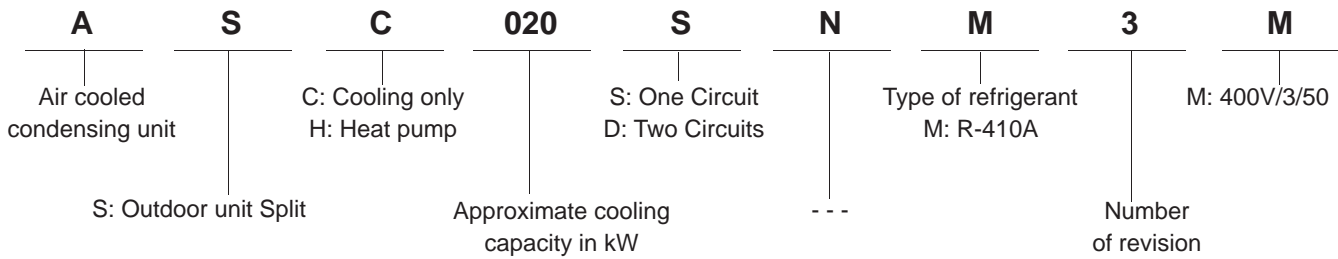 A S C 020 S N M 3 M
Air cooled
condensing unit
C: Cooling only
H: Heat pump
S: One Circuit
D: Two Circuits
Type of refrigerant
M: R-410A
M: 400V/3/50
S: Outdoor unit Split
Approximate cooling
capacity in kW
- - -
Number
of revision